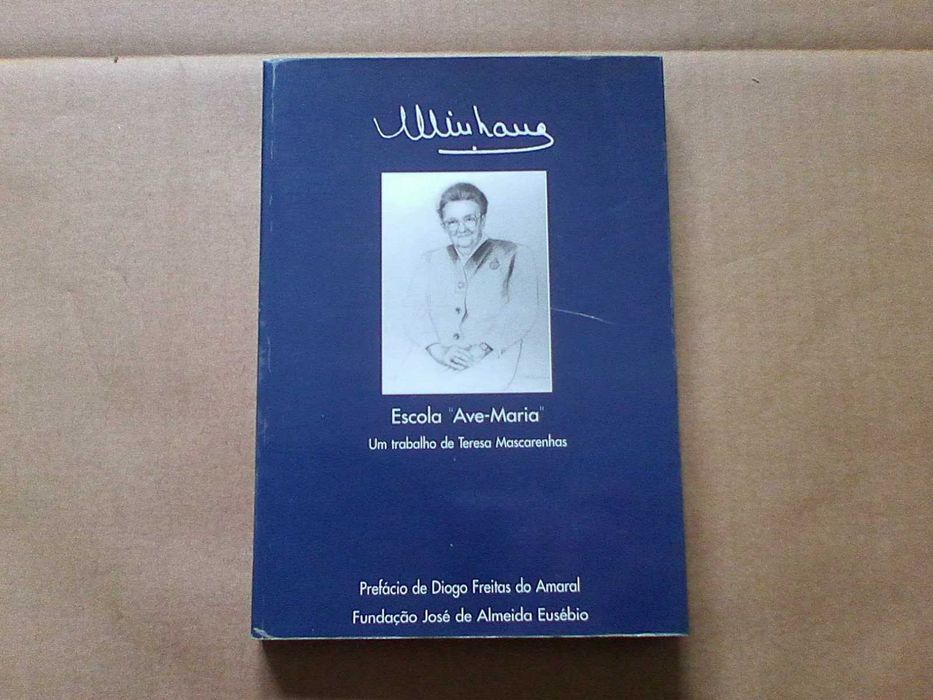 Escola "Ave-Maria"
Um trabalho de Teresa Mascarenhas
Prefácio de Diogo Freitas do Amaral
Fundação José de Almeida Eusébio